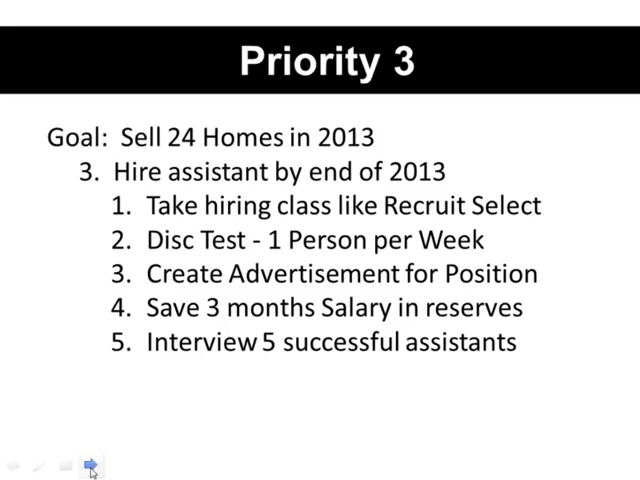 Priority 3
Goal: Sell 24 Homes in 2013
3. Hire assistant by end of 2013
1. Take hiring class like Recruit Select
2. Disc Test - 1 Person per Week
3. Create Advertisement for Position
4. Save 3 months Salary in reserves
5. Interview 5 successful assistants